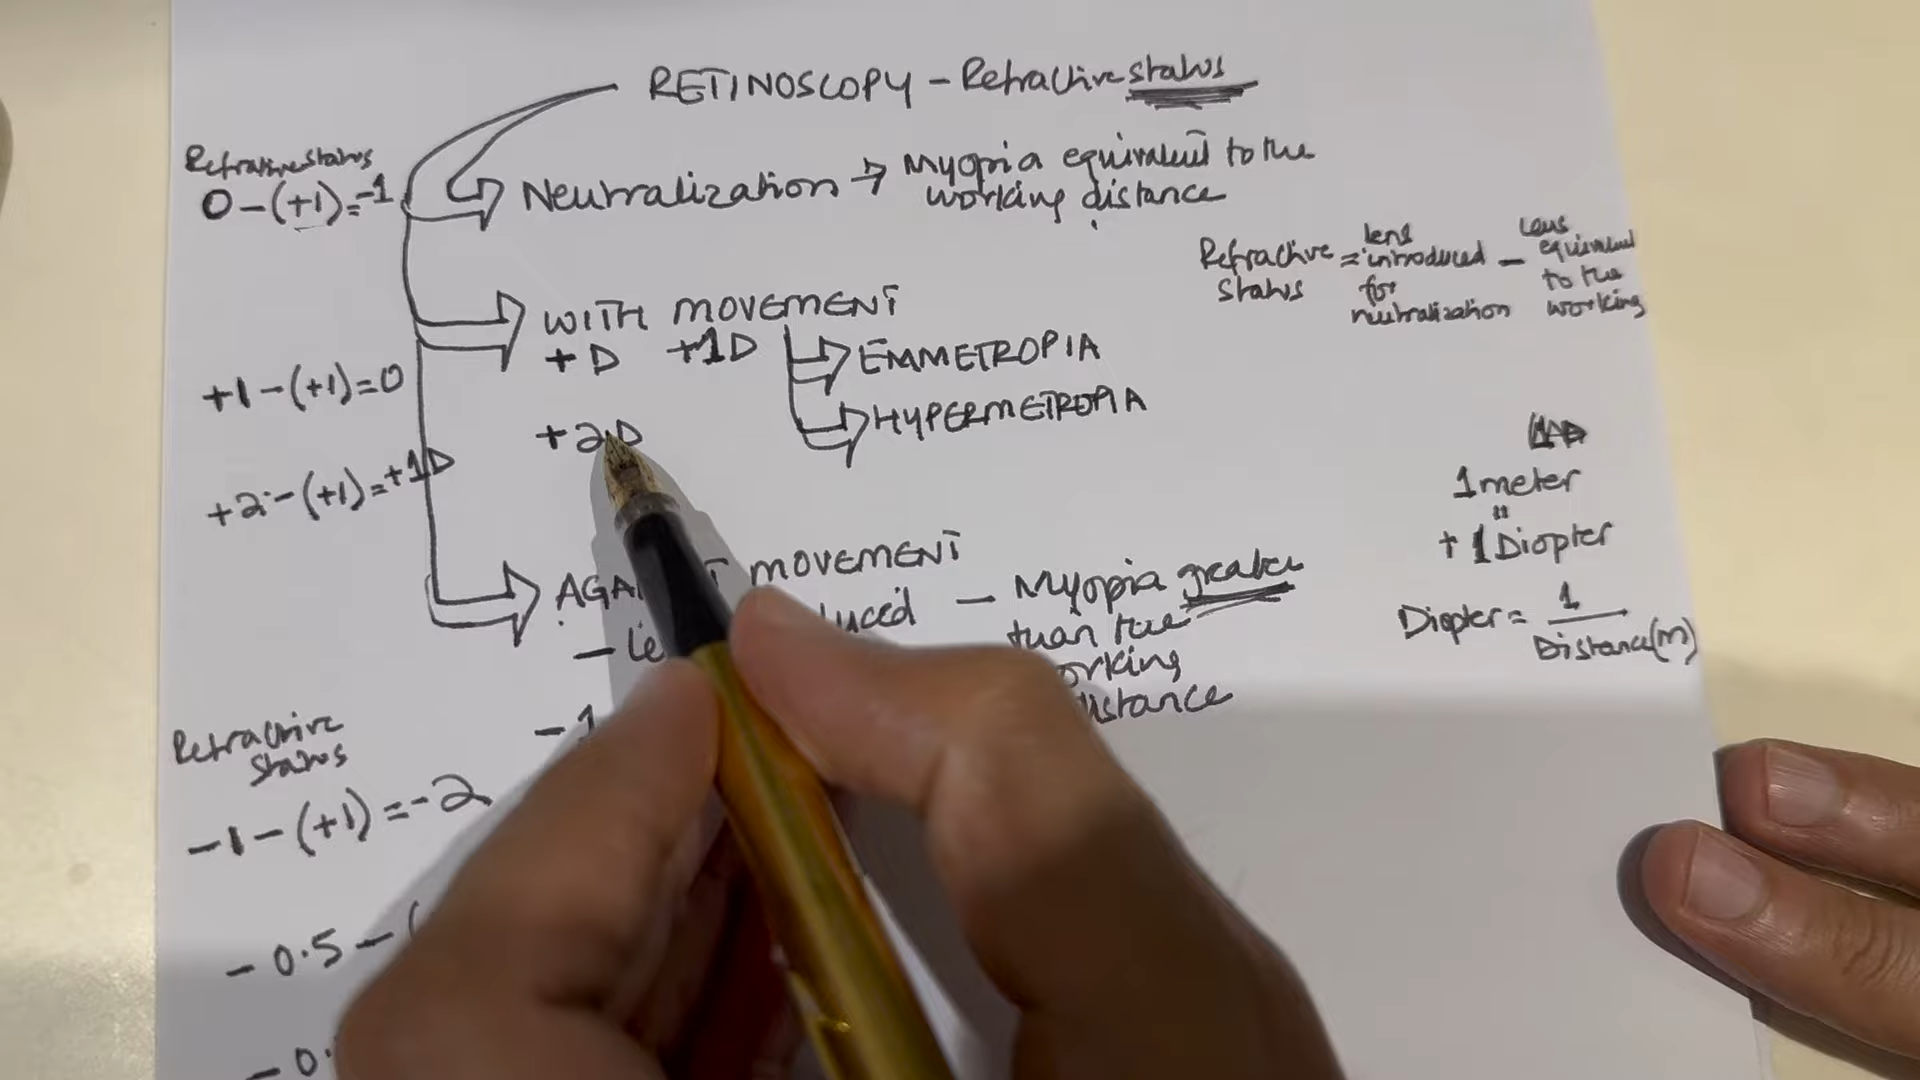 RETINOSCOPY - Refractive status
Refractive status
0 - (+1) = -1
Neutralization → Myopia equivalent to the
working distance
Refractive status = lens introduced for neutralization - Lens equivalent to the working
WITH MOVEMENT
+ D +1D
EMMETROPIA
HYPERMETROPIA
+1 - (+1) = 0
+2D
+2 - (+1) = +1D
1 meter
"
+ 1 Diopter
Diopter = 1
Distance (m)
MOVEMENT
- Myopia greater
than the
distance
- 1
Refractive
status
-1 - (+1) = -2
- 0.5 - (
- 0.